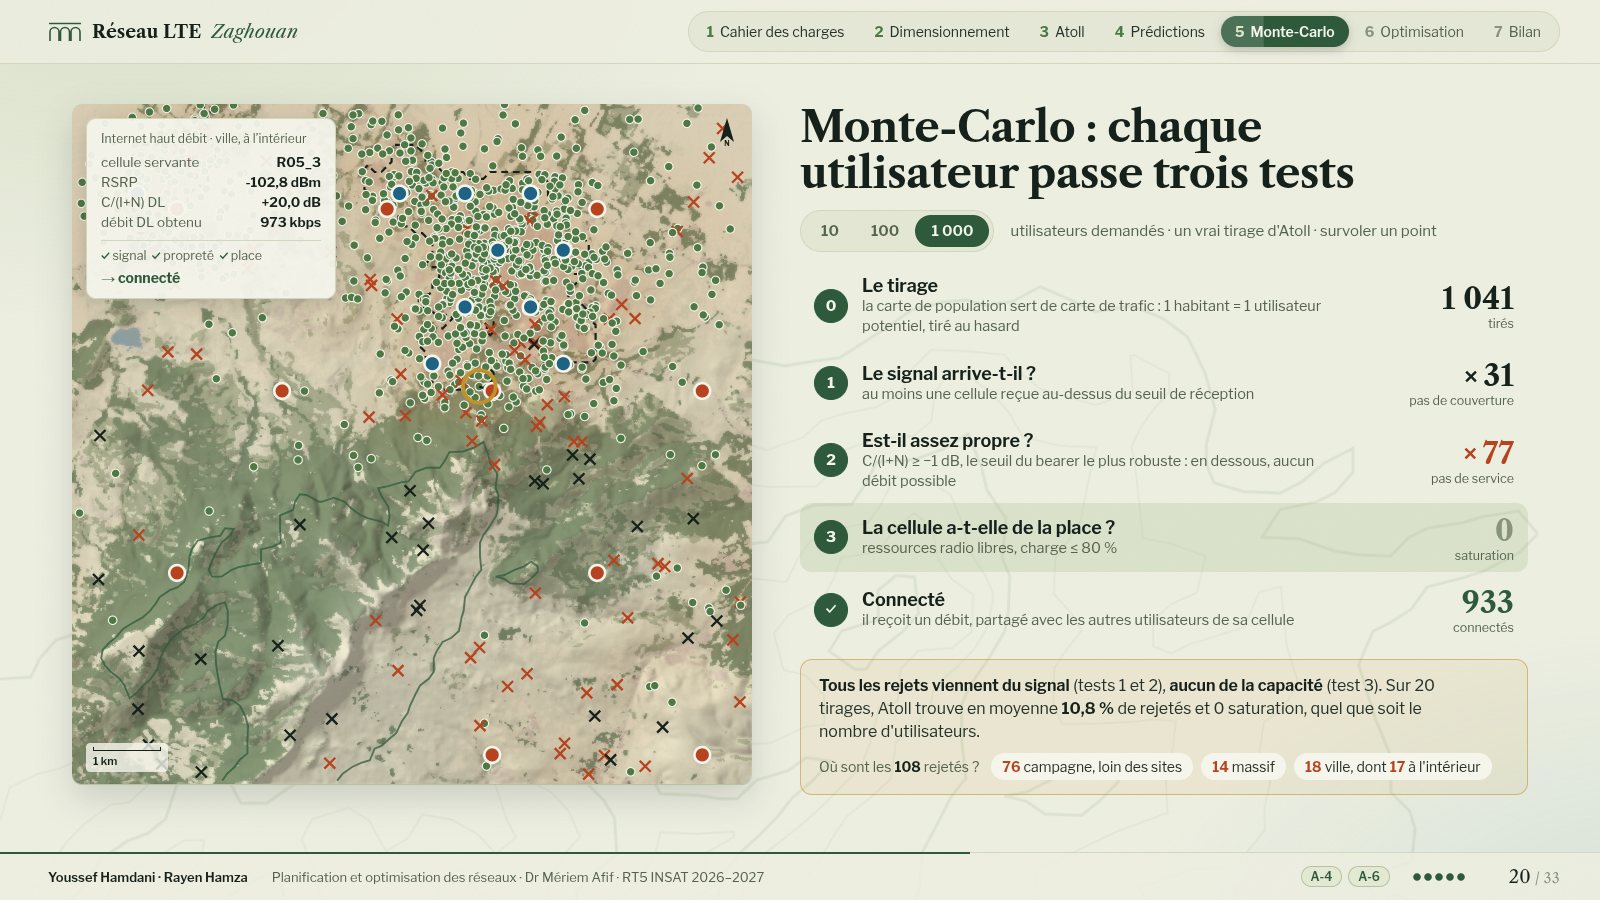 Réseau LTE Zaghouan
1 Cahier des charges 2 Dimensionnement 3 Atoll 4 Prédictions 5 Monte-Carlo 6 Optimisation 7 Bilan
Internet haut débit · ville, à l'intérieur
cellule servante R05_3
RSRP -102,8 dBm
C/(I+N) DL +20,0 dB
débit DL obtenu 973 kbps
✓ signal ✓ propreté ✓ place
→ connecté
N
1 km
Monte-Carlo : chaque
utilisateur passe trois tests
10 100 1 000 utilisateurs demandés · un vrai tirage d'Atoll · survoler un point
0 Le tirage
la carte de population sert de carte de trafic : 1 habitant = 1 utilisateur
potentiel, tiré au hasard
1 041
tirés
1 Le signal arrive-t-il ?
au moins une cellule reçue au-dessus du seuil de réception
× 31
pas de couverture
2 Est-il assez propre ?
C/(I+N) ≥ −1 dB, le seuil du bearer le plus robuste : en dessous, aucun
débit possible
× 77
pas de service
3 La cellule a-t-elle de la place ?
ressources radio libres, charge ≤ 80 %
0
saturation
✓ Connecté
il reçoit un débit, partagé avec les autres utilisateurs de sa cellule
933
connectés
Tous les rejets viennent du signal (tests 1 et 2), aucun de la capacité (test 3). Sur 20
tirages, Atoll trouve en moyenne 10,8 % de rejetés et 0 saturation, quel que soit le
nombre d'utilisateurs.
Où sont les 108 rejetés ? 76 campagne, loin des sites 14 massif 18 ville, dont 17 à l'intérieur
Youssef Hamdani · Rayen Hamza Planification et optimisation des réseaux · Dr Mériem Afif · RT5 INSAT 2026–2027
A-4 A-6 20 / 33